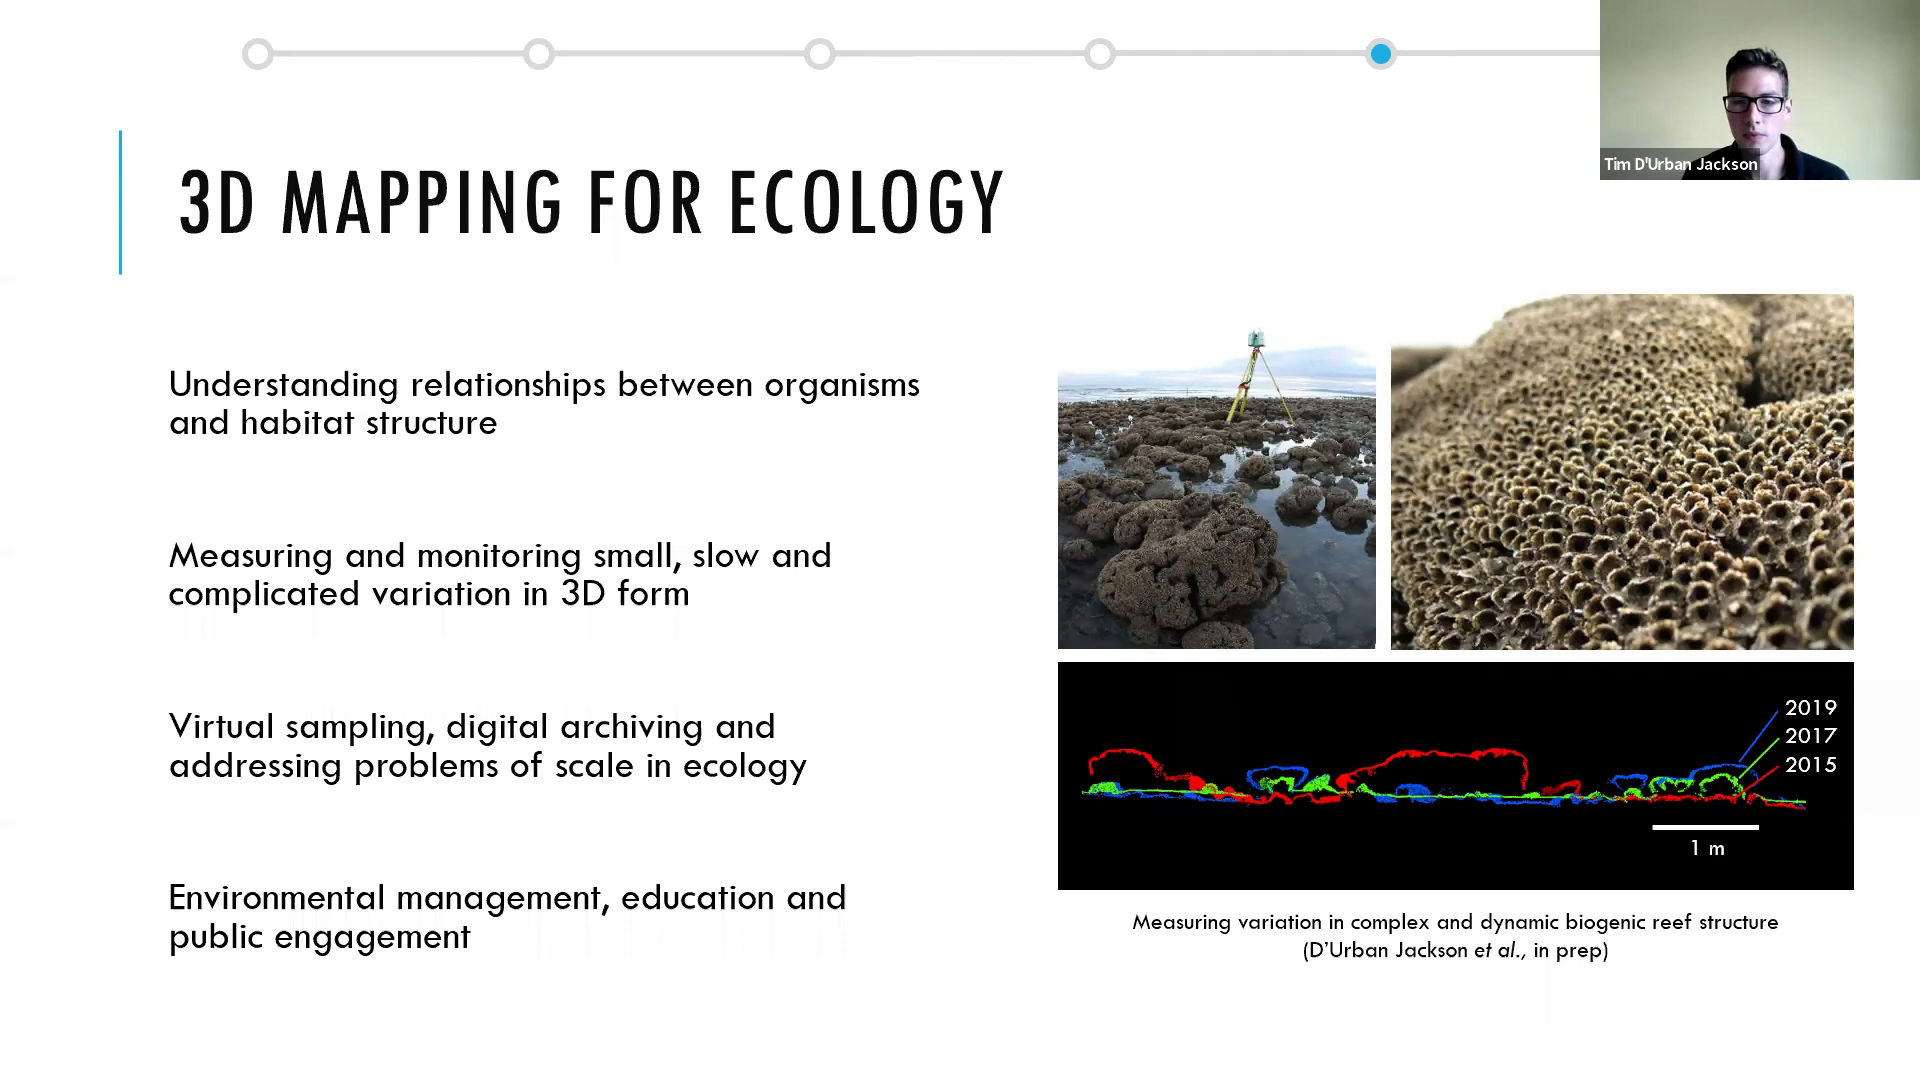 Tim D'Urban Jackson
3D MAPPING FOR ECOLOGY
Understanding relationships between organisms
and habitat structure
Measuring and monitoring small, slow and
complicated variation in 3D form
Virtual sampling, digital archiving and
addressing problems of scale in ecology
Environmental management, education and
public engagement
2019
2017
2015
1 m
Measuring variation in complex and dynamic biogenic reef structure
(D’Urban Jackson et al., in prep)